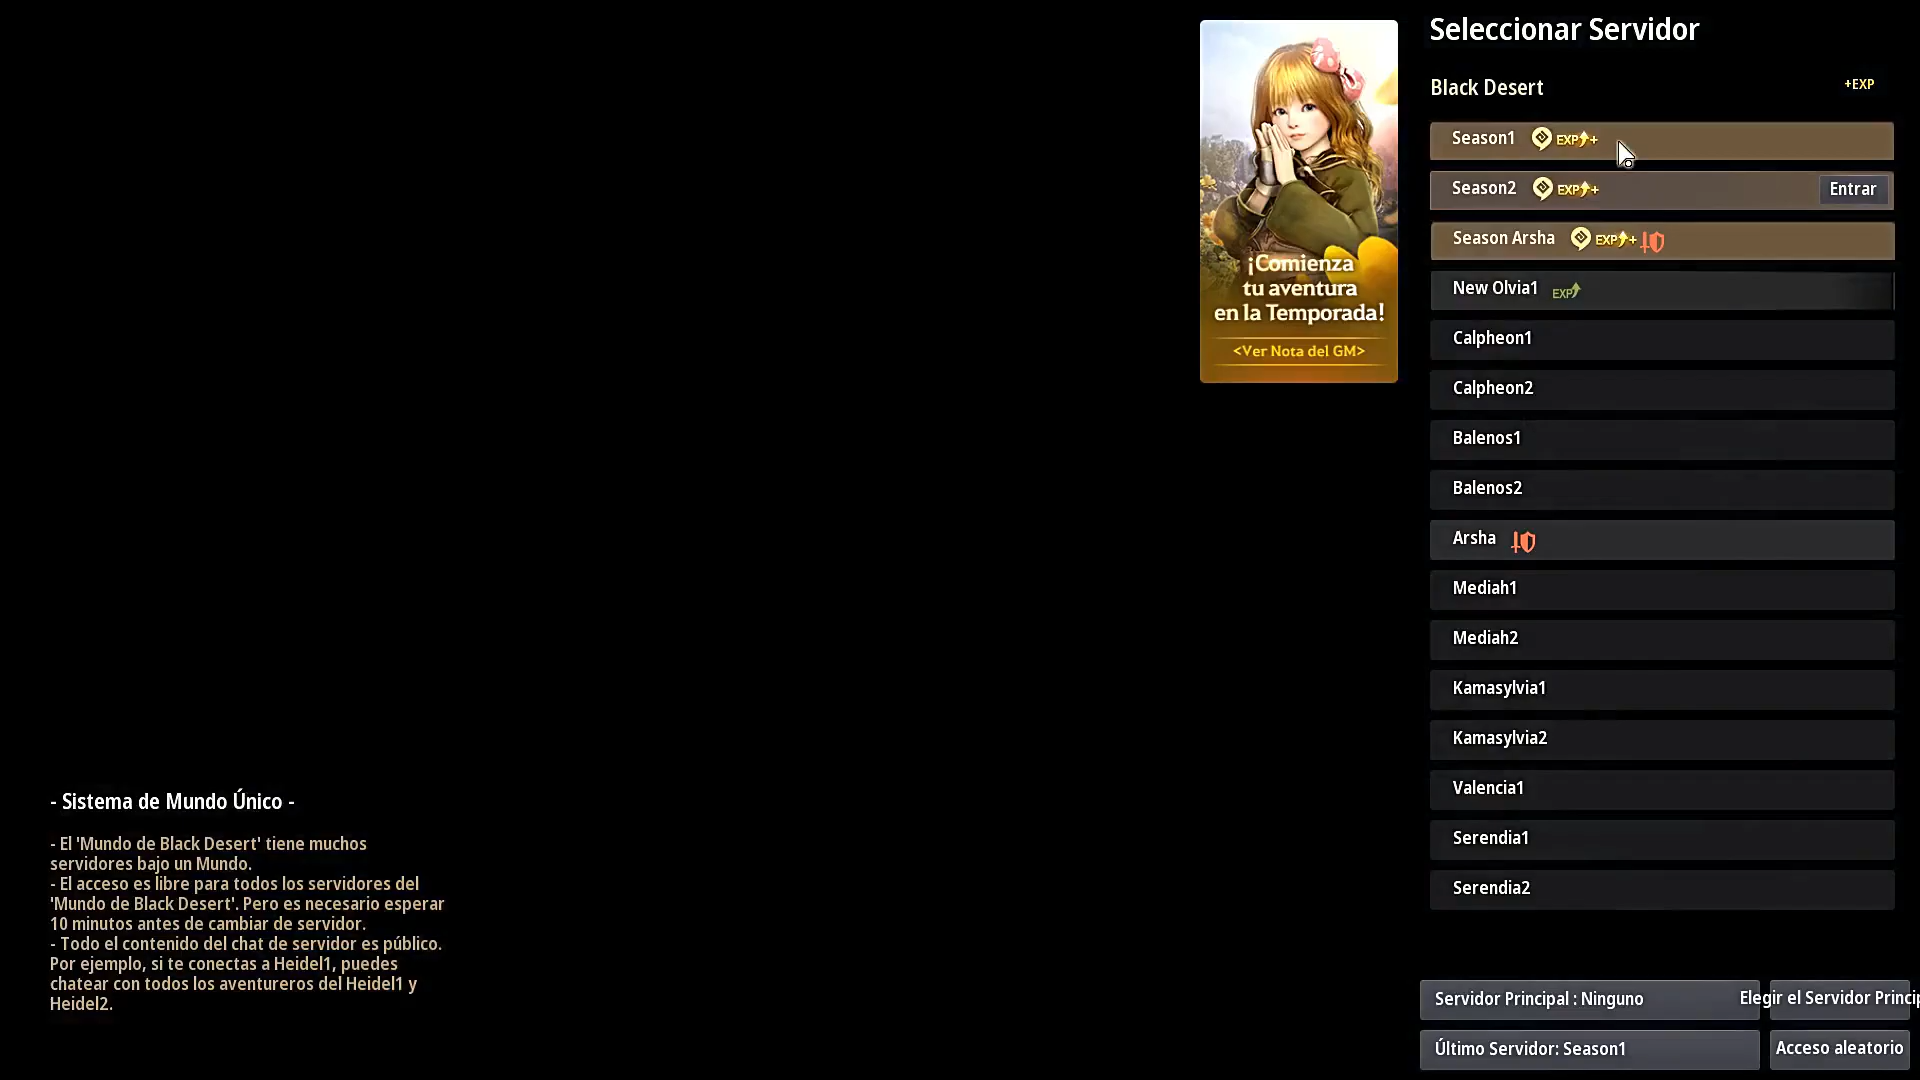 Seleccionar Servidor
Black Desert
+EXP
Season1 EXP+
Season2 EXP+
Entrar
Season Arsha EXP+
New Olvia1 EXP
Calpheon1
Calpheon2
Balenos1
Balenos2
Arsha
Mediah1
Mediah2
Kamasylvia1
Kamasylvia2
Valencia1
Serendia1
Serendia2
¡Comienza
tu aventura
en la Temporada!
<Ver Nota del GM>
- Sistema de Mundo Único -
- El 'Mundo de Black Desert' tiene muchos
servidores bajo un Mundo.
- El acceso es libre para todos los servidores del
'Mundo de Black Desert'. Pero es necesario esperar
10 minutos antes de cambiar de servidor.
- Todo el contenido del chat de servidor es público.
Por ejemplo, si te conectas a Heidel1, puedes
chatear con todos los aventureros del Heidel1 y
Heidel2.
Servidor Principal : Ninguno
Elegir el Servidor Princip
Último Servidor: Season1
Acceso aleatorio